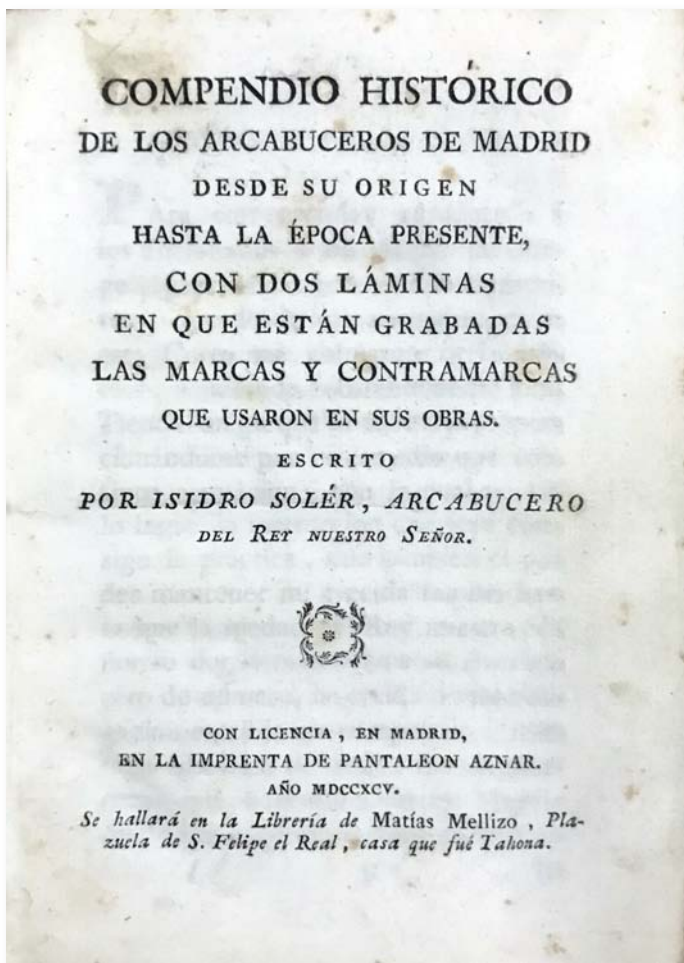 COMPENDIO HISTÓRICO
DE LOS ARCABUCEROS DE MADRID
DESDE SU ORIGEN
HASTA LA ÉPOCA PRESENTE,
CON DOS LÁMINAS
EN QUE ESTÁN GRABADAS
LAS MARCAS Y CONTRAMARCAS
QUE USARON EN SUS OBRAS.
ESCRITO
POR ISIDRO SOLÉR, ARCABUCERO
DEL REY NUESTRO SEÑOR.
CON LICENCIA, EN MADRID,
EN LA IMPRENTA DE PANTALEON AZNAR.
AÑO MDCCXCV.
Se hallará en la Librería de Matías Mellizo, Pla-
zuela de S. Felipe el Real, casa que fué Tahona.